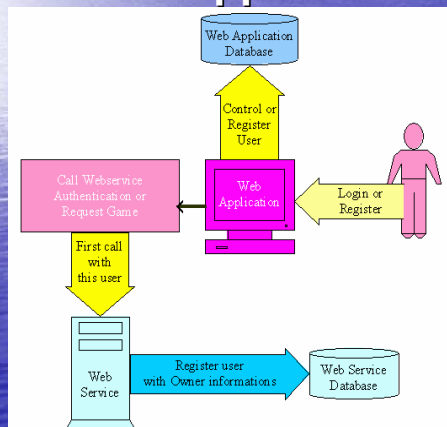 Web Application
Database
Control or
Register
User
Call Webservice
Authentication or
Request Game
Web
Application
Login or
Register
First call
with
this user
Web
Service
Register user
with Owner informations
Web Service
Database